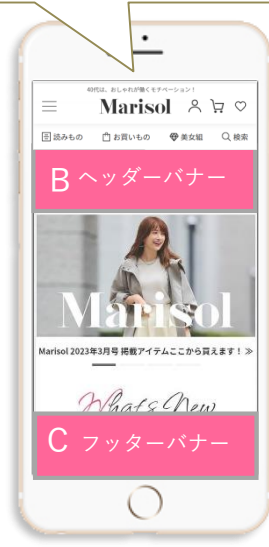 40代は、おしゃれが働くモチベーション！
Marisol
読みもの お買いもの 美女組 検索
B ヘッダーバナー
Marisol
Marisol 2023年3月号 掲載アイテムここから買えます！ ≫
What's New
C フッターバナー